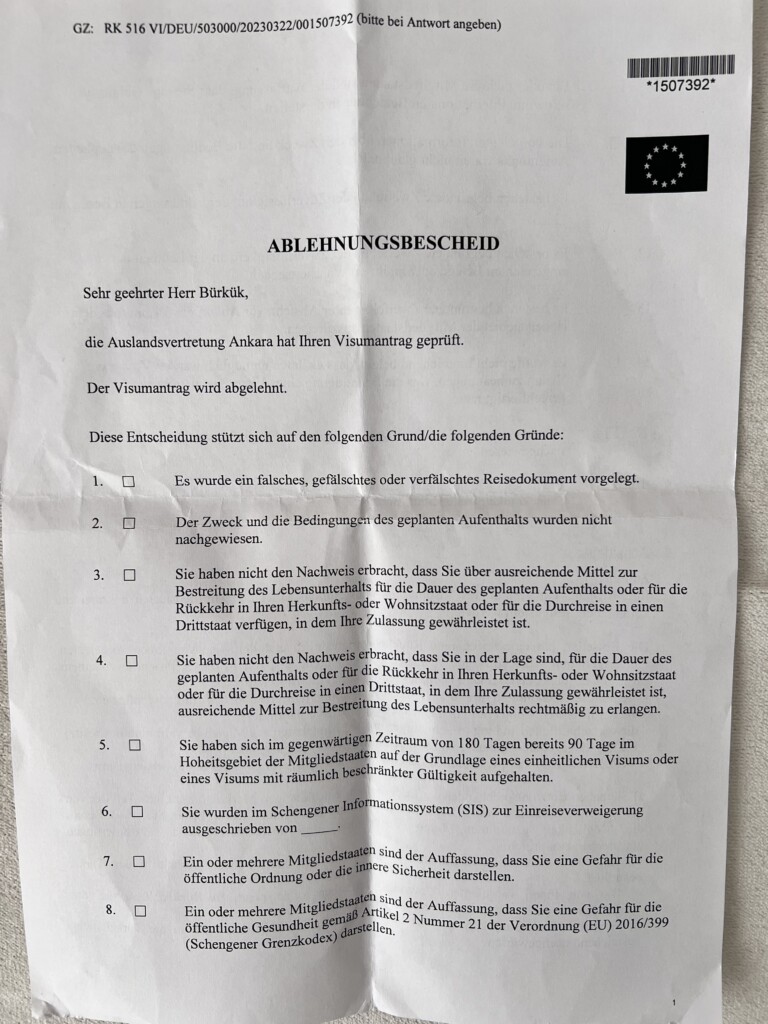 GZ: RK 516 VI/DEU/503000/20230322/001507392 (bitte bei Antwort angeben)
*1507392*
ABLEHNUNGSBESCHEID
Sehr geehrter Herr Bürkük,
die Auslandsvertretung Ankara hat Ihren Visumantrag geprüft.
Der Visumantrag wird abgelehnt.
Diese Entscheidung stützt sich auf den folgenden Grund/die folgenden Gründe:
1. ☐ Es wurde ein falsches, gefälschtes oder verfälschtes Reisedokument vorgelegt.
2. ☐ Der Zweck und die Bedingungen des geplanten Aufenthalts wurden nicht
nachgewiesen.
3. ☐ Sie haben nicht den Nachweis erbracht, dass Sie über ausreichende Mittel zur
Bestreitung des Lebensunterhalts für die Dauer des geplanten Aufenthalts oder für die
Rückkehr in Ihren Herkunfts- oder Wohnsitzstaat oder für die Durchreise in einen
Drittstaat verfügen, in dem Ihre Zulassung gewährleistet ist.
4. ☐ Sie haben nicht den Nachweis erbracht, dass Sie in der Lage sind, für die Dauer des
geplanten Aufenthalts oder für die Rückkehr in Ihren Herkunfts- oder Wohnsitzstaat
oder für die Durchreise in einen Drittstaat, in dem Ihre Zulassung gewährleistet ist,
ausreichende Mittel zur Bestreitung des Lebensunterhalts rechtmäßig zu erlangen.
5. ☐ Sie haben sich im gegenwärtigen Zeitraum von 180 Tagen bereits 90 Tage im
Hoheitsgebiet der Mitgliedstaaten auf der Grundlage eines einheitlichen Visums oder
eines Visums mit räumlich beschränkter Gültigkeit aufgehalten.
6. ☐ Sie wurden im Schengener Informationssystem (SIS) zur Einreiseverweigerung
ausgeschrieben von _____.
7. ☐ Ein oder mehrere Mitgliedstaaten sind der Auffassung, dass Sie eine Gefahr für die
öffentliche Ordnung oder die innere Sicherheit darstellen.
8. ☐ Ein oder mehrere Mitgliedstaaten sind der Auffassung, dass Sie eine Gefahr für die
öffentliche Gesundheit gemäß Artikel 2 Nummer 21 der Verordnung (EU) 2016/399
(Schengener Grenzkodex) darstellen.
1